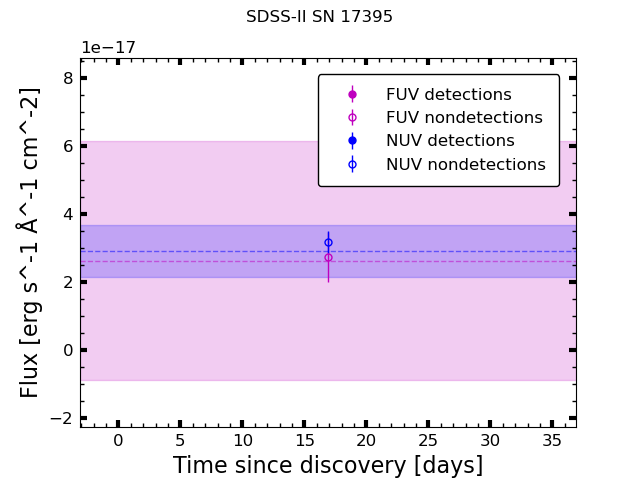 SDSS-II SN 17395
1e−17
FUV detections
FUV nondetections
NUV detections
NUV nondetections
8
6
4
2
0
−2
Flux [erg s^-1 Å^-1 cm^-2]
0 5 10 15 20 25 30 35
Time since discovery [days]